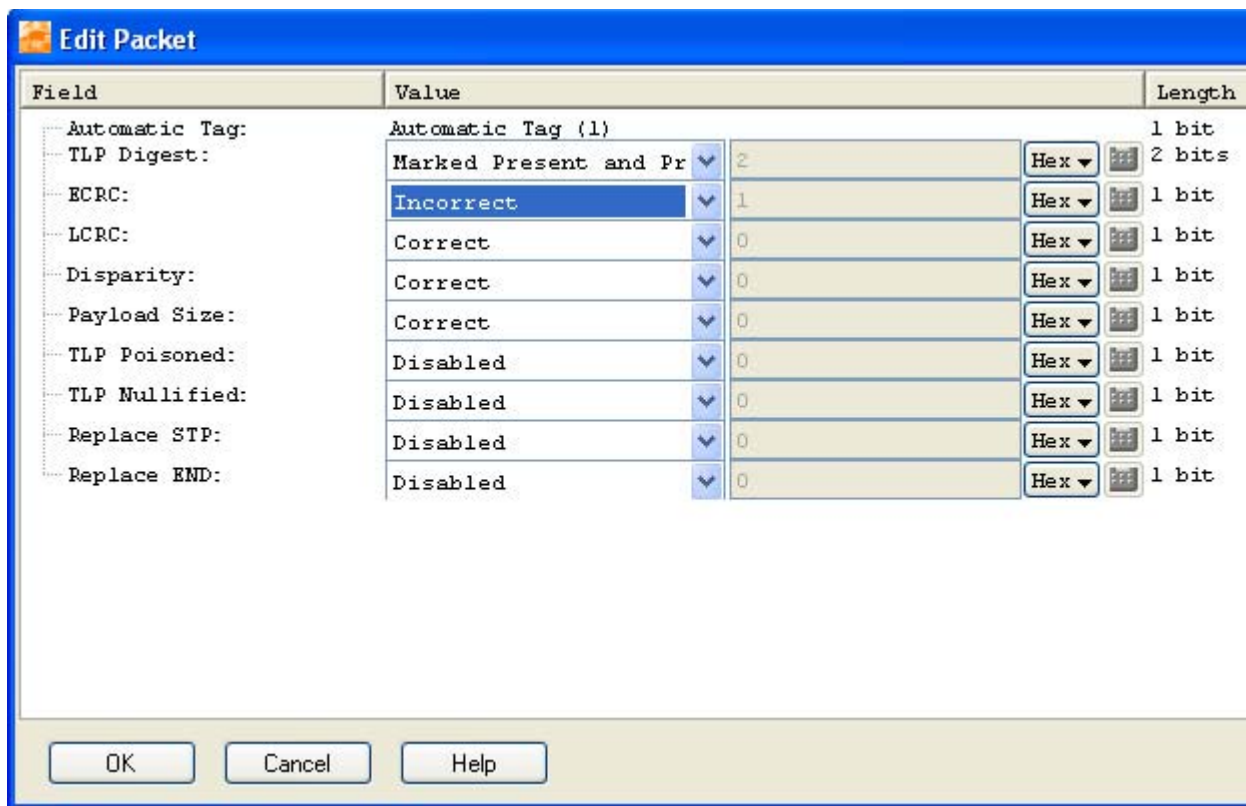 Edit Packet
Field Value Length
Automatic Tag: Automatic Tag (1) 1 bit
TLP Digest: Marked Present and Pr 2 Hex 2 bits
ECRC: Incorrect 1 Hex 1 bit
LCRC: Correct 0 Hex 1 bit
Disparity: Correct 0 Hex 1 bit
Payload Size: Correct 0 Hex 1 bit
TLP Poisoned: Disabled 0 Hex 1 bit
TLP Nullified: Disabled 0 Hex 1 bit
Replace STP: Disabled 0 Hex 1 bit
Replace END: Disabled 0 Hex 1 bit
OK Cancel Help